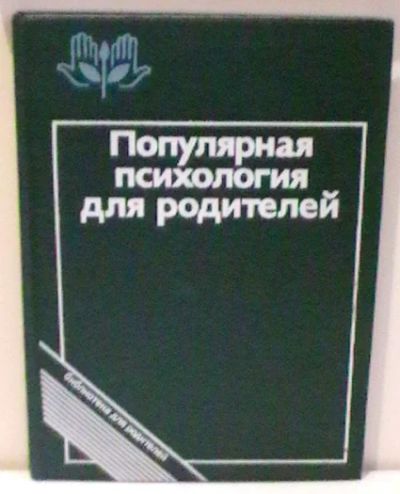 Популярная
психология
для родителей
библиотека для родителей